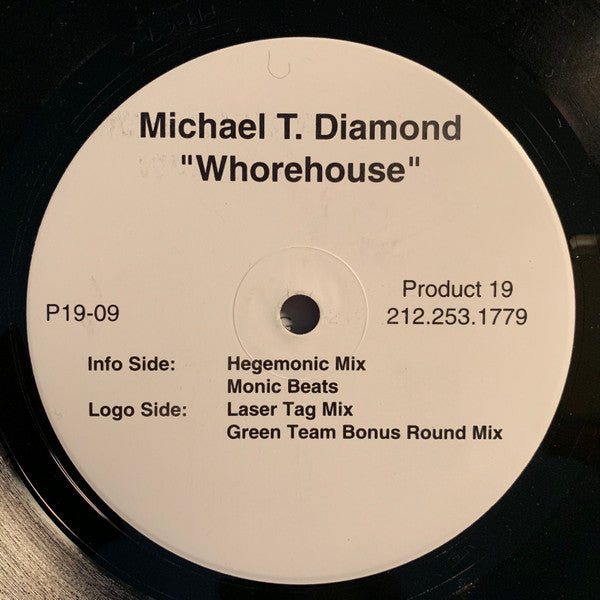 Michael T. Diamond
"Whorehouse"
Product 19
P19-09 212.253.1779
Info Side: Hegemonic Mix
Monic Beats
Logo Side: Laser Tag Mix
Green Team Bonus Round Mix